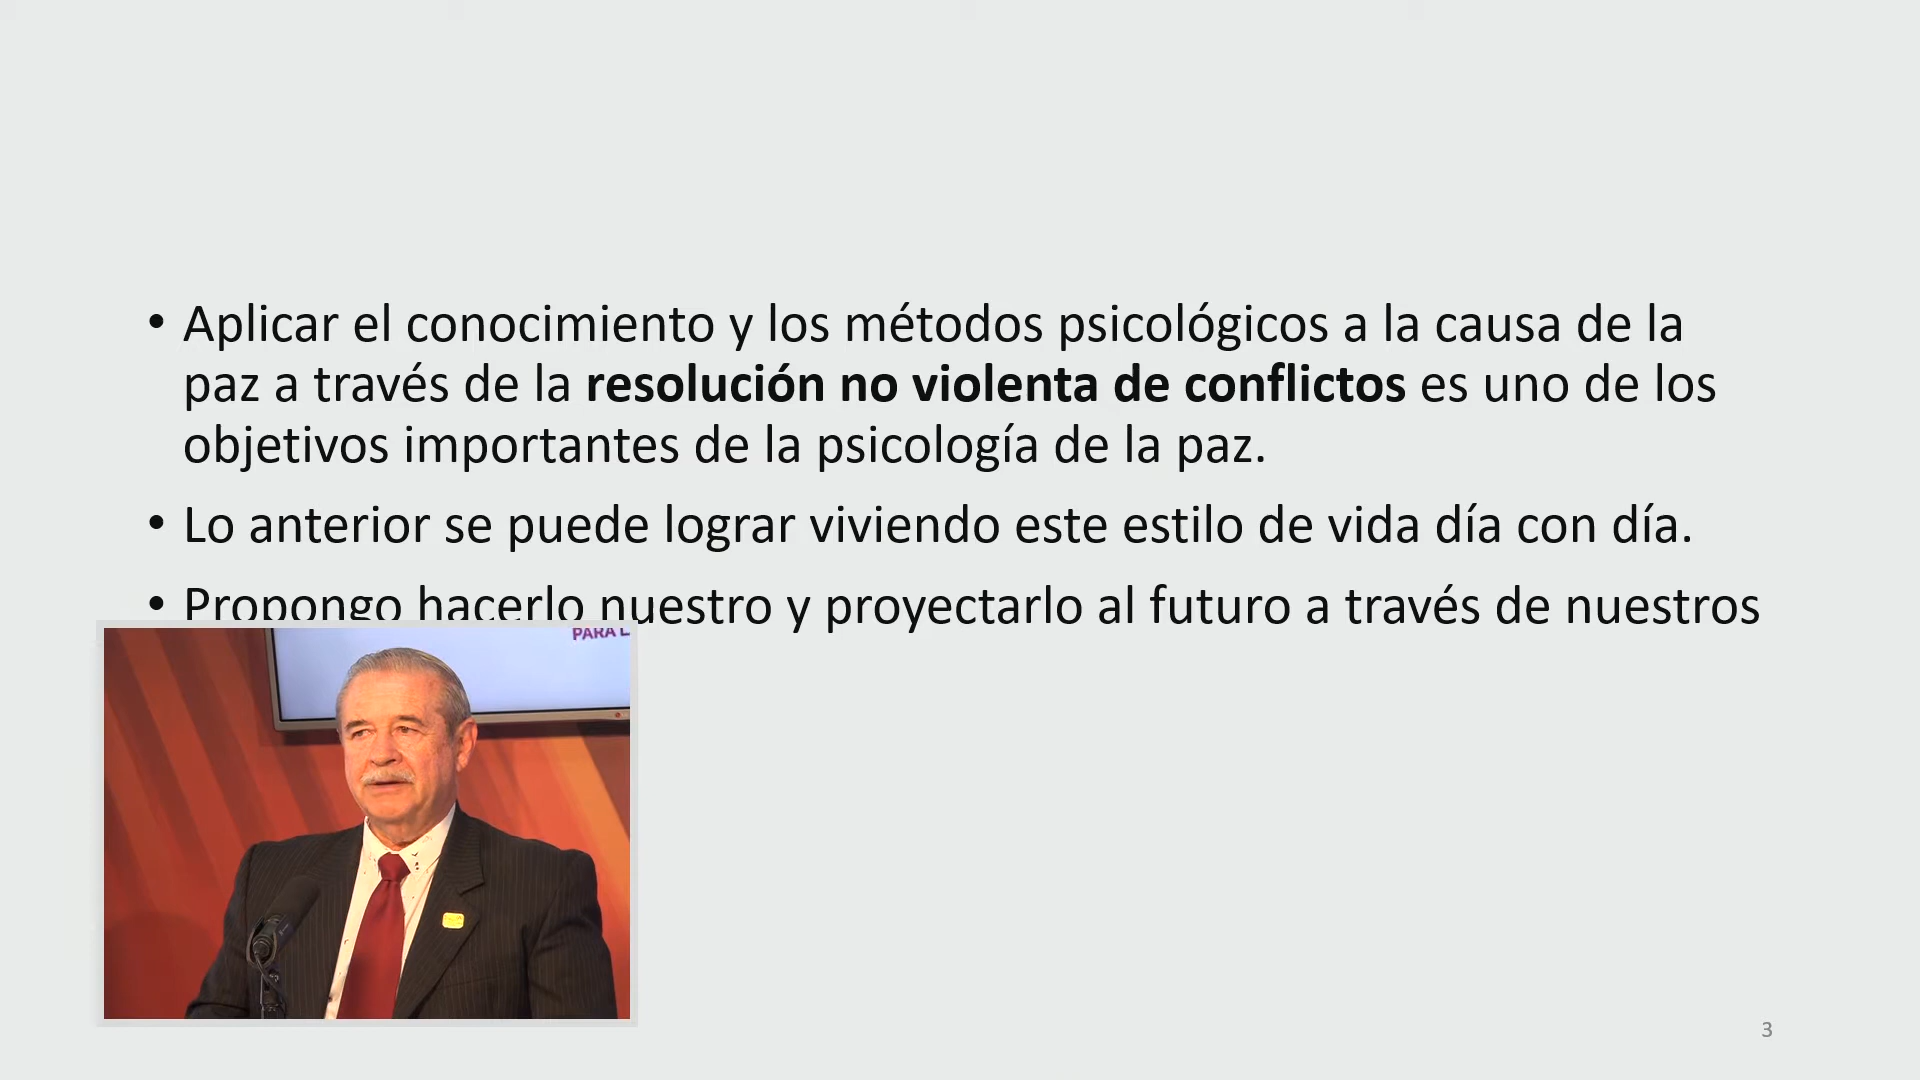 • Aplicar el conocimiento y los métodos psicológicos a la causa de la
paz a través de la resolución no violenta de conflictos es uno de los
objetivos importantes de la psicología de la paz.
• Lo anterior se puede lograr viviendo este estilo de vida día con día.
• Propongo hacerlo nuestro y proyectarlo al futuro a través de nuestros
PARA
3